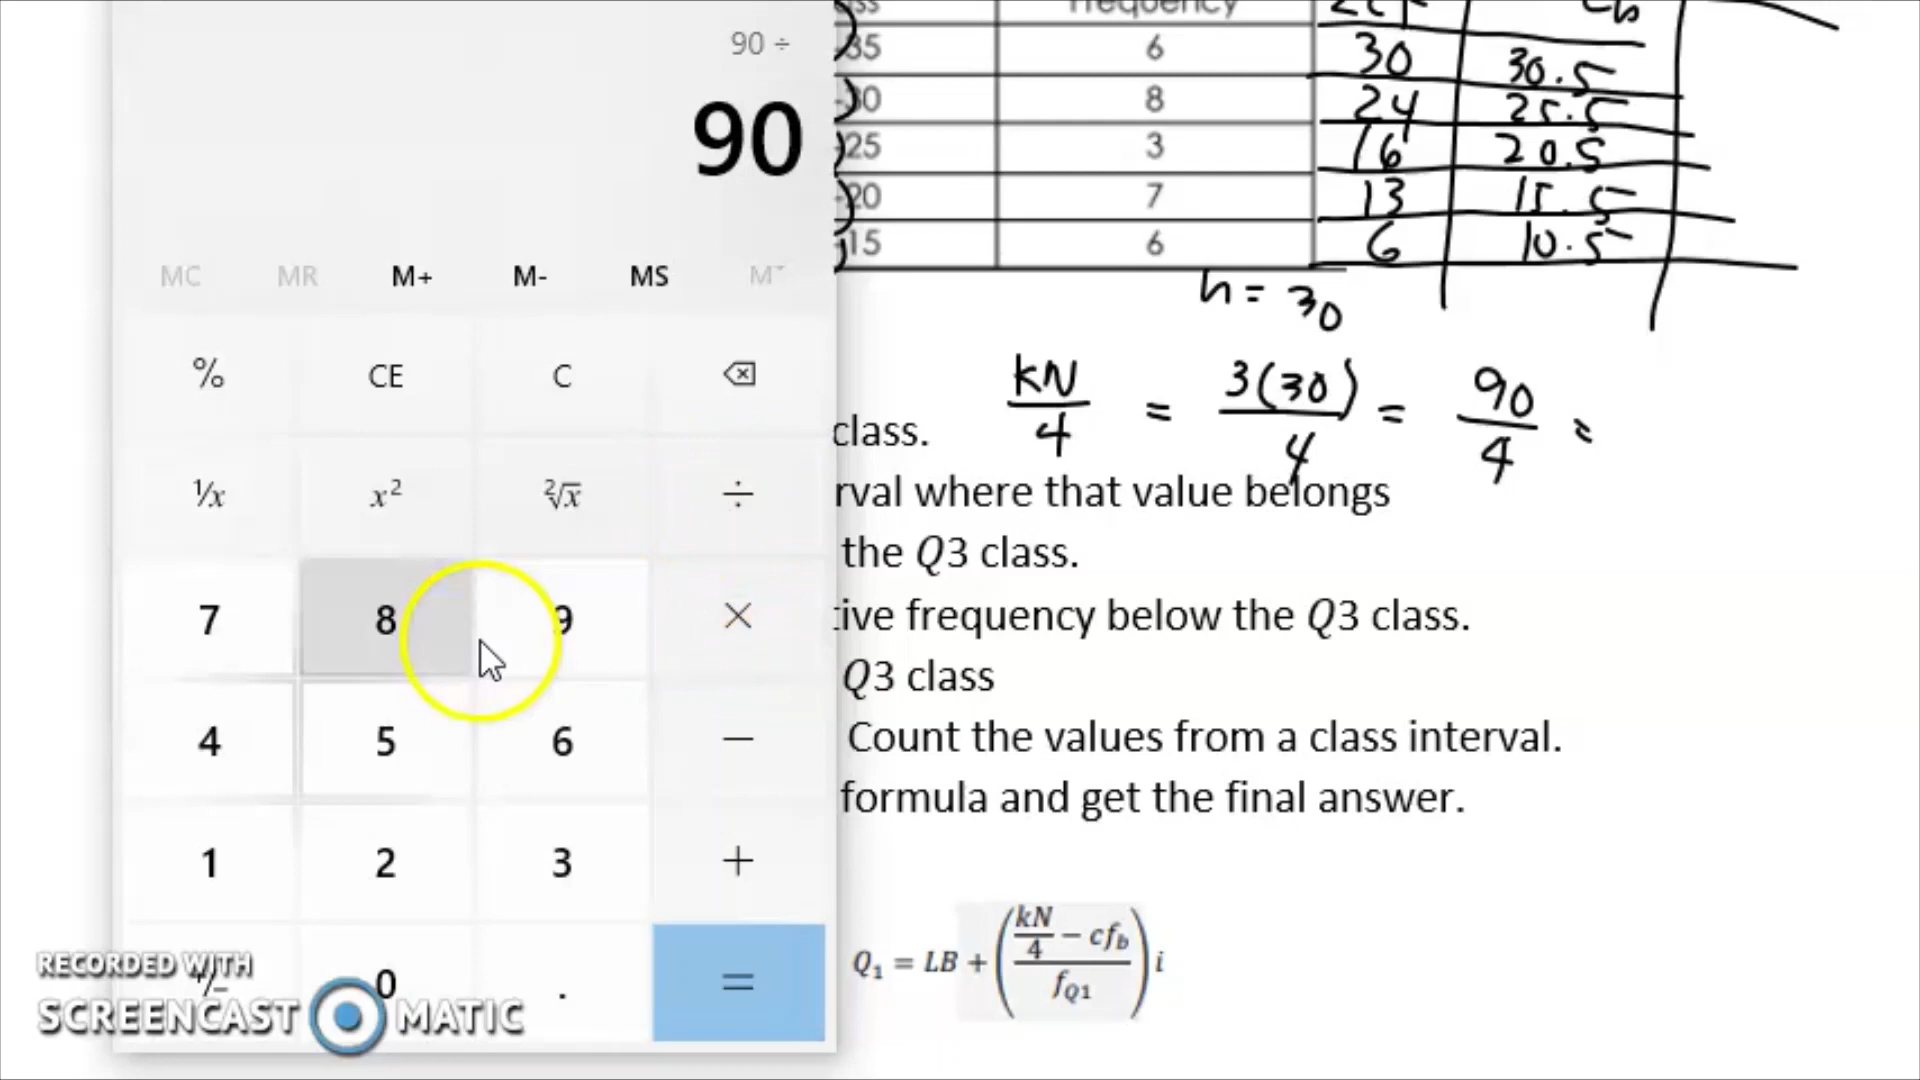 90 ÷
90
MC MR M+ M- MS
% CE C
¹/x x² ²√x ÷
7 8 9 ×
4 5 6 −
1 2 3 +
+/− 0 . =
Frequency
35 6 30 30.5
-30 8 24 25.5
-25 3 16 20.5
-20 7 13 15.5
-15 6 6 10.5
n = 30
kN/4 = 3(30)/4 = 90/4 =
class.
rval where that value belongs
the Q3 class.
tive frequency below the Q3 class.
Q3 class
Count the values from a class interval.
formula and get the final answer.
Q₁ = LB + ((kN/4 − cf_b)/f_Q1) i
RECORDED WITH
SCREENCAST MATIC